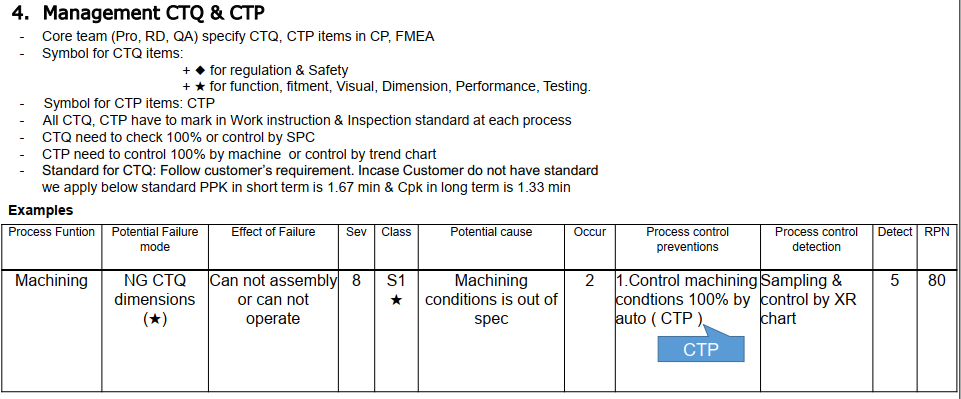 4. Management CTQ & CTP
- Core team (Pro, RD, QA) specify CTQ, CTP items in CP, FMEA
- Symbol for CTQ items:
+ ◆ for regulation & Safety
+ ★ for function, fitment, Visual, Dimension, Performance, Testing.
- Symbol for CTP items: CTP
- All CTQ, CTP have to mark in Work instruction & Inspection standard at each process
- CTQ need to check 100% or control by SPC
- CTP need to control 100% by machine or control by trend chart
- Standard for CTQ: Follow customer's requirement. Incase Customer do not have standard
we apply below standard PPK in short term is 1.67 min & Cpk in long term is 1.33 min
Examples
Process Funtion
Potential Failure
mode
Effect of Failure
Sev
Class
Potential cause
Occur
Process control
preventions
Process control
detection
Detect
RPN
Machining
NG CTQ
dimensions
(★)
Can not assembly
or can not
operate
8
S1
★
Machining
conditions is out of
spec
2
1.Control machining
condtions 100% by
auto ( CTP )
CTP
Sampling &
control by XR
chart
5
80